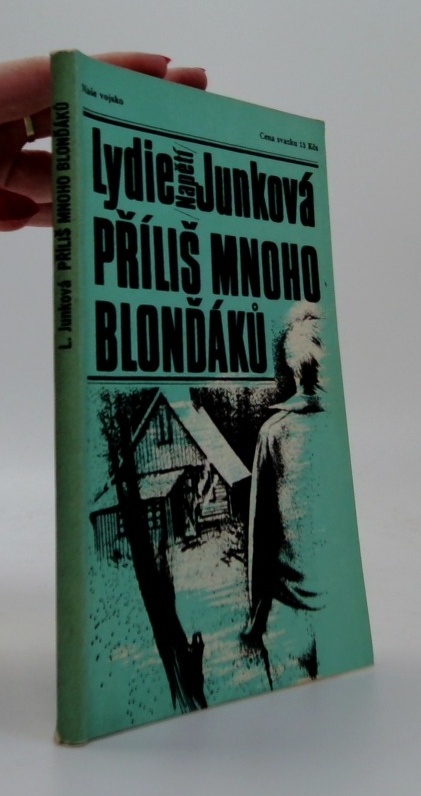 Naše vojsko
Cena svazku 13 Kčs
Lydie /Napětí/ Junková
PŘÍLIŠ MNOHO
BLONĎÁKŮ
L. Junková PŘÍLIŠ MNOHO BLONĎÁKŮ